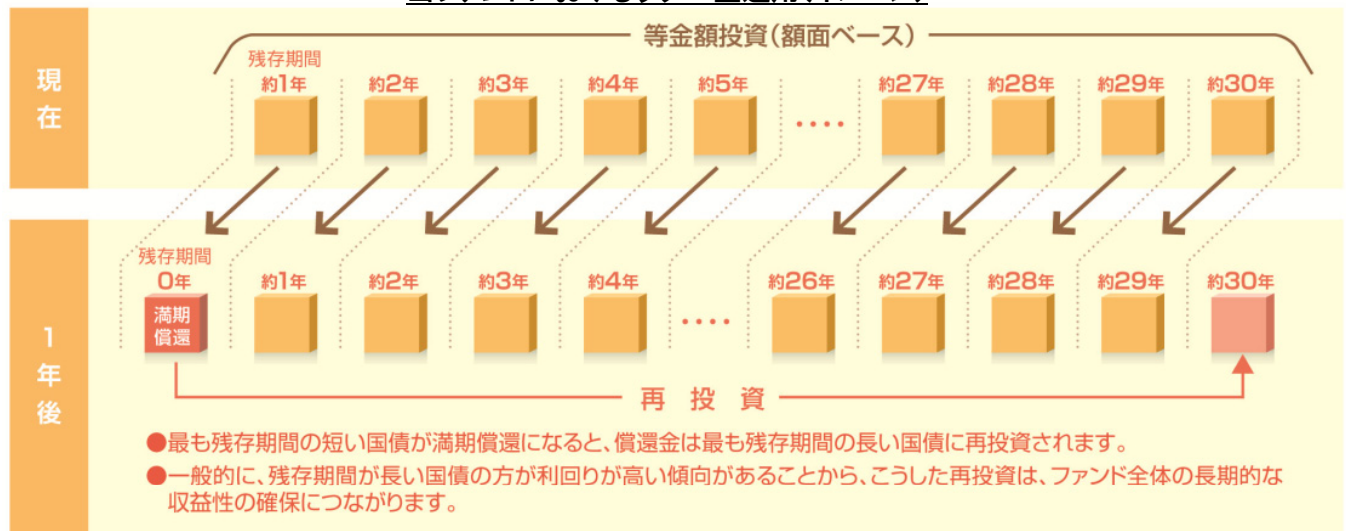 等金額投資(額面ベース)
現在
残存期間
約1年 約2年 約3年 約4年 約5年 ‥‥ 約27年 約28年 約29年 約30年
1年後
残存期間
0年 約1年 約2年 約3年 約4年 ‥‥ 約26年 約27年 約28年 約29年 約30年
満期
償還
再投資
●最も残存期間の短い国債が満期償還になると、償還金は最も残存期間の長い国債に再投資されます。
●一般的に、残存期間が長い国債の方が利回りが高い傾向があることから、こうした再投資は、ファンド全体の長期的な
収益性の確保につながります。